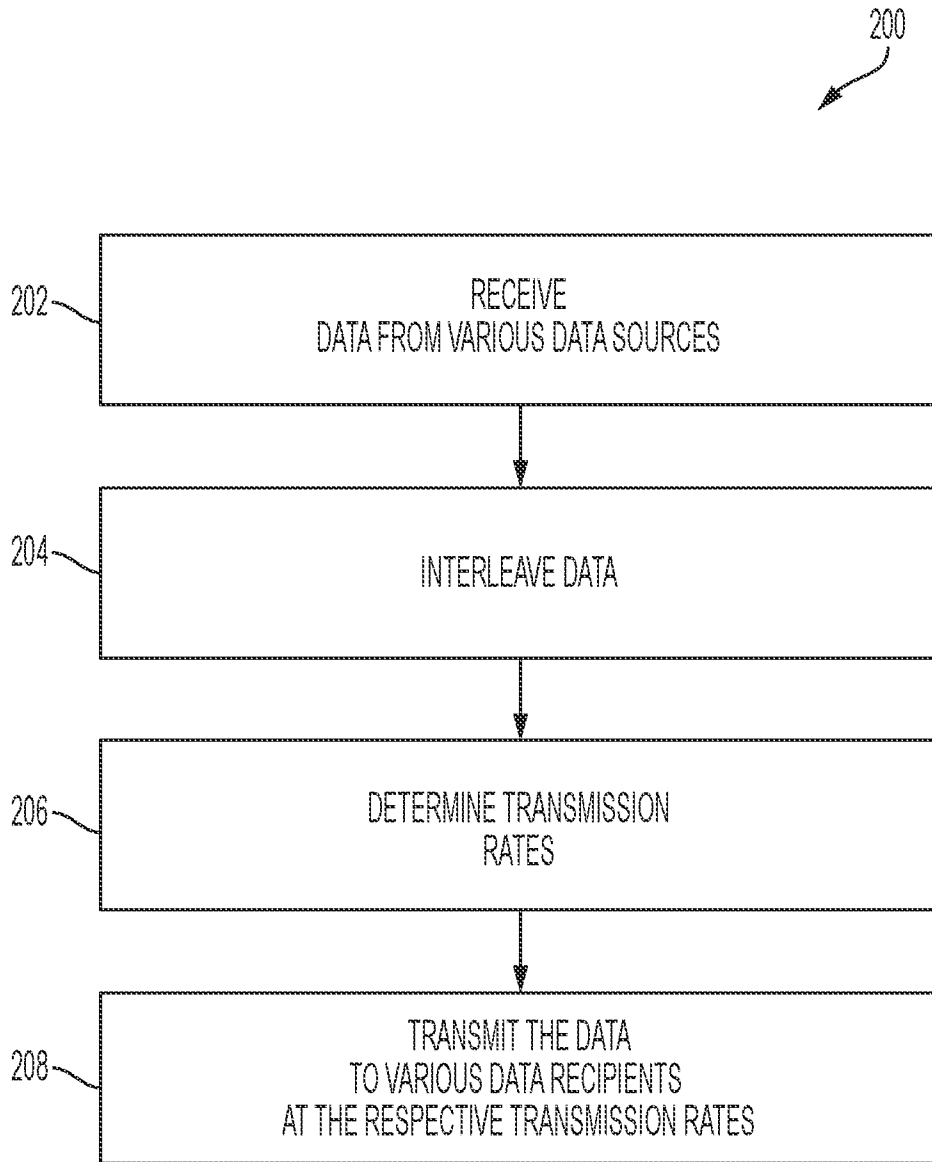 200
202
RECEIVE
DATA FROM VARIOUS DATA SOURCES
204
INTERLEAVE DATA
206
DETERMINE TRANSMISSION
RATES
208
TRANSMIT THE DATA
TO VARIOUS DATA RECIPIENTS
AT THE RESPECTIVE TRANSMISSION RATES